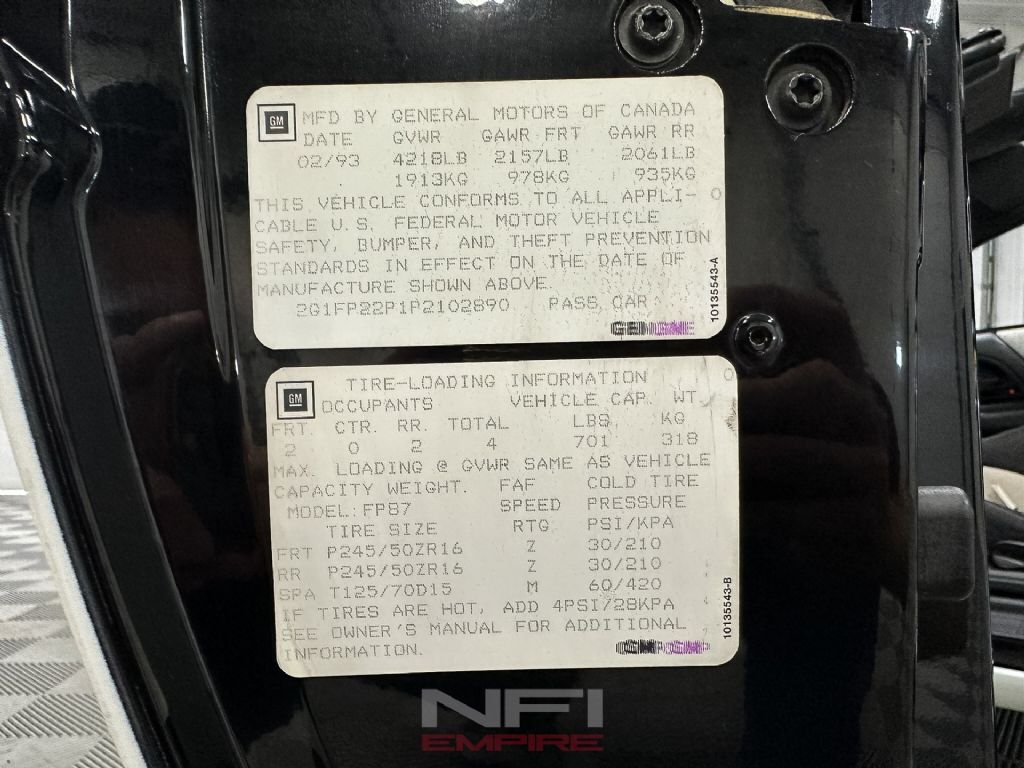 GM
MFD BY GENERAL MOTORS OF CANADA
DATE GVWR GAWR FRT GAWR RR
02/93 4218LB 2157LB 2061LB
1913KG 978KG 935KG
THIS VEHICLE CONFORMS TO ALL APPLI-
CABLE U.S. FEDERAL MOTOR VEHICLE
SAFETY, BUMPER, AND THEFT PREVENTION
STANDARDS IN EFFECT ON THE DATE OF
MANUFACTURE SHOWN ABOVE.
2G1FP22P1P2102890 PASS CAR
10135543-A
GM
TIRE-LOADING INFORMATION
OCCUPANTS VEHICLE CAP. WT.
FRT. CTR. RR. TOTAL LBS. KG
2 0 2 4 701 318
MAX. LOADING @ GVWR SAME AS VEHICLE
CAPACITY WEIGHT. FAF COLD TIRE
MODEL:FP87 SPEED PRESSURE
TIRE SIZE RTG PSI/KPA
FRT P245/50ZR16 Z 30/210
RR P245/50ZR16 Z 30/210
SPA T125/70D15 M 60/420
IF TIRES ARE HOT, ADD 4PSI/28KPA
SEE OWNER'S MANUAL FOR ADDITIONAL
INFORMATION.
10135543-B
NFI
EMPIRE